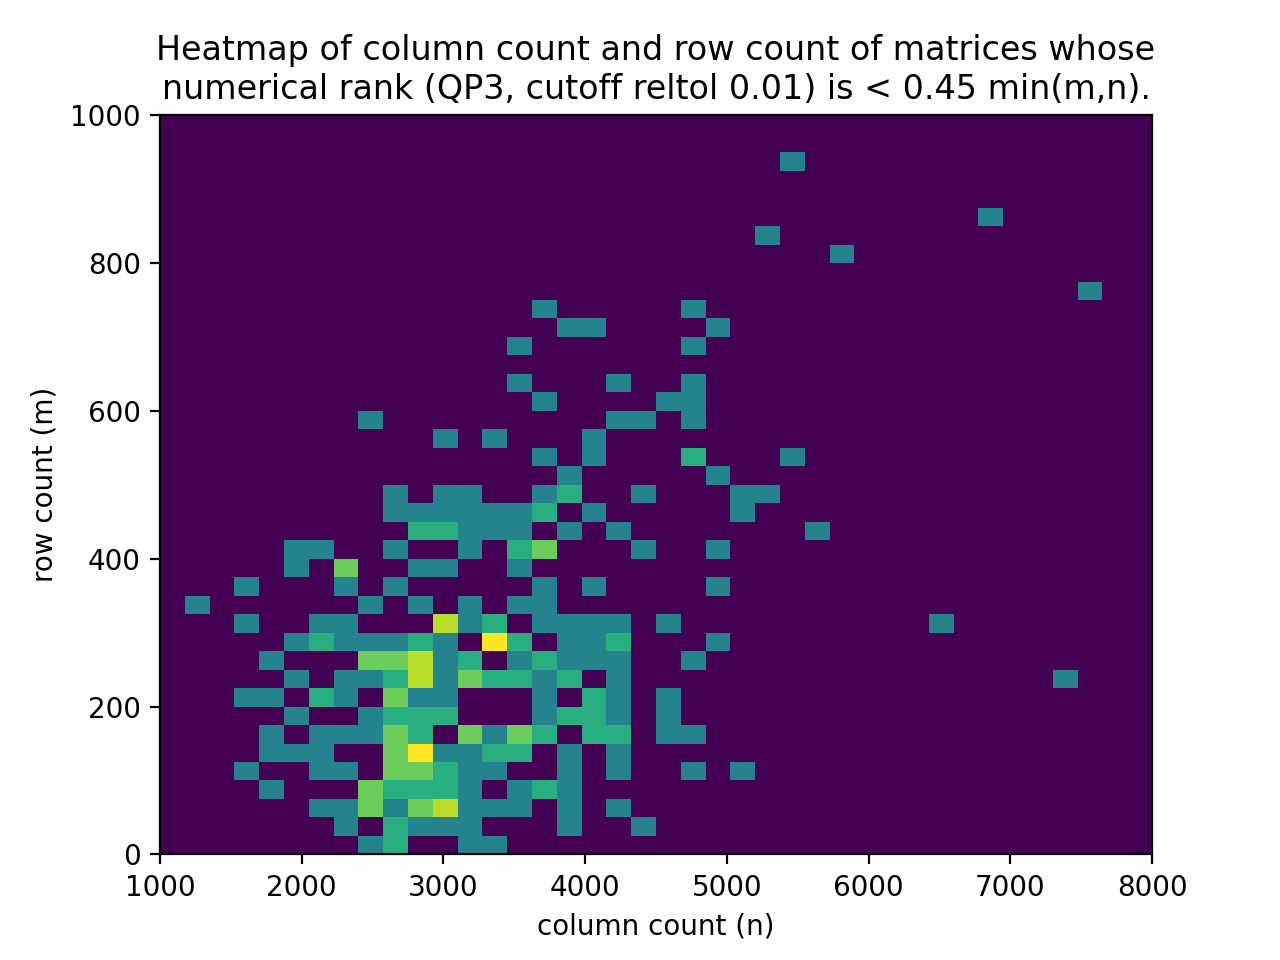 Heatmap of column count and row count of matrices whose
numerical rank (QP3, cutoff reltol 0.01) is < 0.45 min(m,n).
1000
800
600
400
200
0
row count (m)
1000 2000 3000 4000 5000 6000 7000 8000
column count (n)